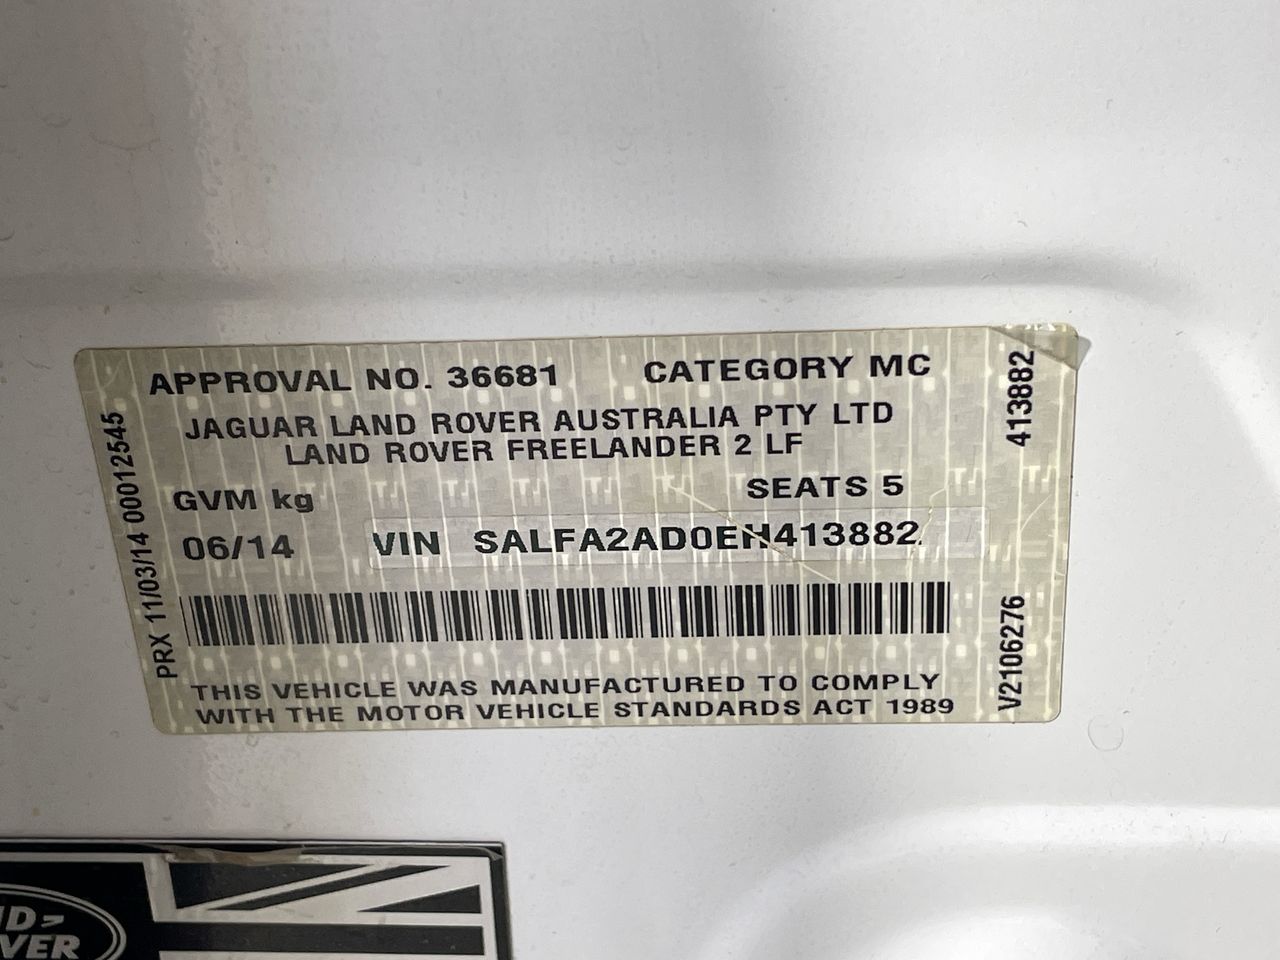 APPROVAL NO. 36681 CATEGORY MC
JAGUAR LAND ROVER AUSTRALIA PTY LTD
LAND ROVER FREELANDER 2 LF
GVM kg SEATS 5
06/14 VIN SALFA2AD0EH413882
THIS VEHICLE WAS MANUFACTURED TO COMPLY
WITH THE MOTOR VEHICLE STANDARDS ACT 1989
PRX 11/03/14 00012545
413882
V2106276